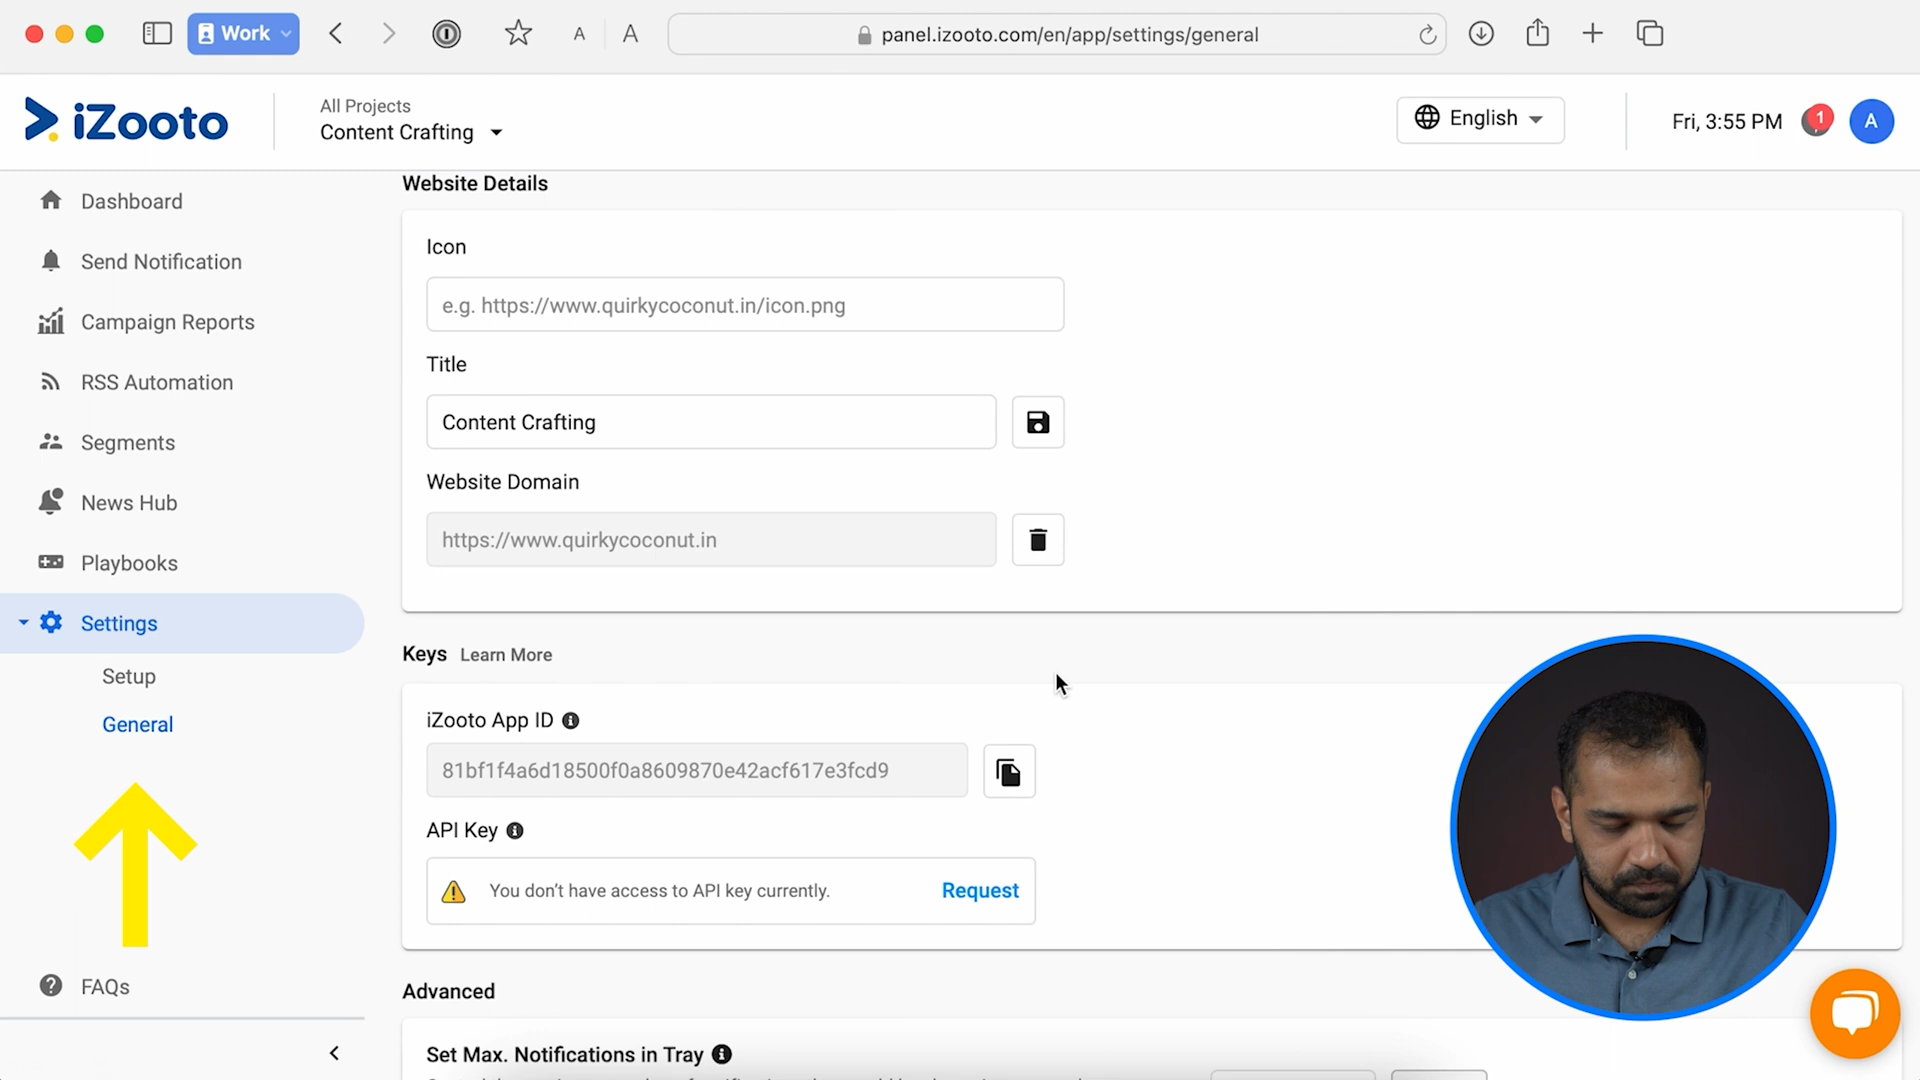 Work
A A
panel.izooto.com/en/app/settings/general
iZooto
All Projects
Content Crafting
English
Fri, 3:55 PM
1
A
Dashboard
Send Notification
Campaign Reports
RSS Automation
Segments
News Hub
Playbooks
Settings
Setup
General
FAQs
Website Details
Icon
e.g. https://www.quirkycoconut.in/icon.png
Title
Content Crafting
Website Domain
https://www.quirkycoconut.in
Keys Learn More
iZooto App ID
81bf1f4a6d18500f0a8609870e42acf617e3fcd9
API Key
You don't have access to API key currently. Request
Advanced
Set Max. Notifications in Tray